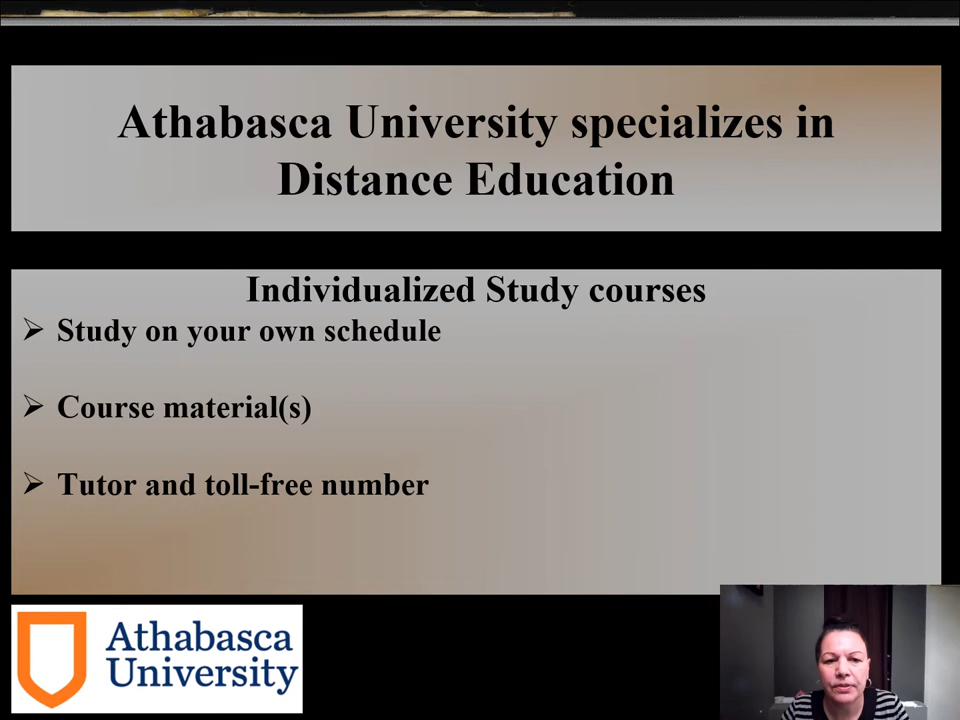 Athabasca University specializes in
Distance Education
Individualized Study courses
➢ Study on your own schedule
➢ Course material(s)
➢ Tutor and toll-free number
Athabasca
University